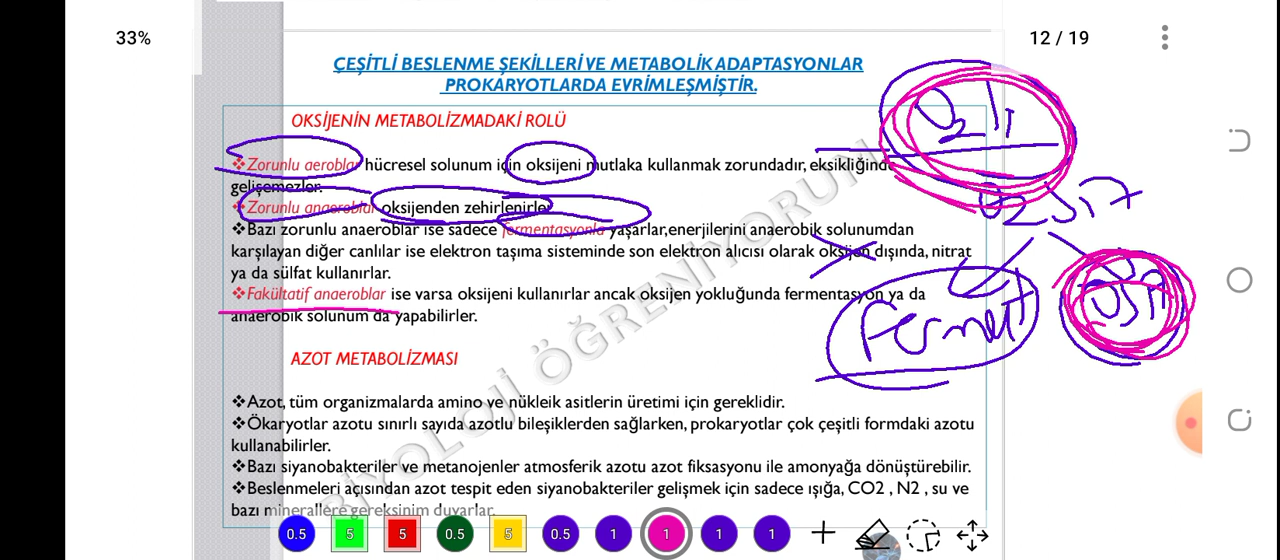 33%
12 / 19
ÇEŞİTLİ BESLENME ŞEKİLLERİ VE METABOLİK ADAPTASYONLAR
PROKARYOTLARDA EVRİMLEŞMİŞTİR.
OKSİJENİN METABOLİZMADAKİ ROLÜ
❖Zorunlu aeroblar hücresel solunum için oksijeni mutlaka kullanmak zorundadır, eksikliğinde
gelişemezler.
❖Zorunlu anaeroblar oksijenden zehirlenirler
❖Bazı zorunlu anaeroblar ise sadece fermentasyonla yaşarlar,enerjilerini anaerobik solunumdan
karşılayan diğer canlılar ise elektron taşıma sisteminde son elektron alıcısı olarak oksijen dışında, nitrat
ya da sülfat kullanırlar.
❖Fakültatif anaeroblar ise varsa oksijeni kullanırlar ancak oksijen yokluğunda fermentasyon ya da
anaerobik solunum da yapabilirler.
AZOT METABOLİZMASI
❖Azot, tüm organizmalarda amino ve nükleik asitlerin üretimi için gereklidir.
❖Ökaryotlar azotu sınırlı sayıda azotlu bileşiklerden sağlarken, prokaryotlar çok çeşitli formdaki azotu
kullanabilirler.
❖Bazı siyanobakteriler ve metanojenler atmosferik azotu azot fiksasyonu ile amonyağa dönüştürebilir.
❖Beslenmeleri açısından azot tespit eden siyanobakteriler gelişmek için sadece ışığa, CO2 , N2 , su ve
bazı minerallere gereksinim duyarlar.
BİYOLOJİ ÖĞRENİYORUM
O2li
O2siz
Ferment
OSA
0.5 5 5 0.5 5 0.5 1 1 1 1